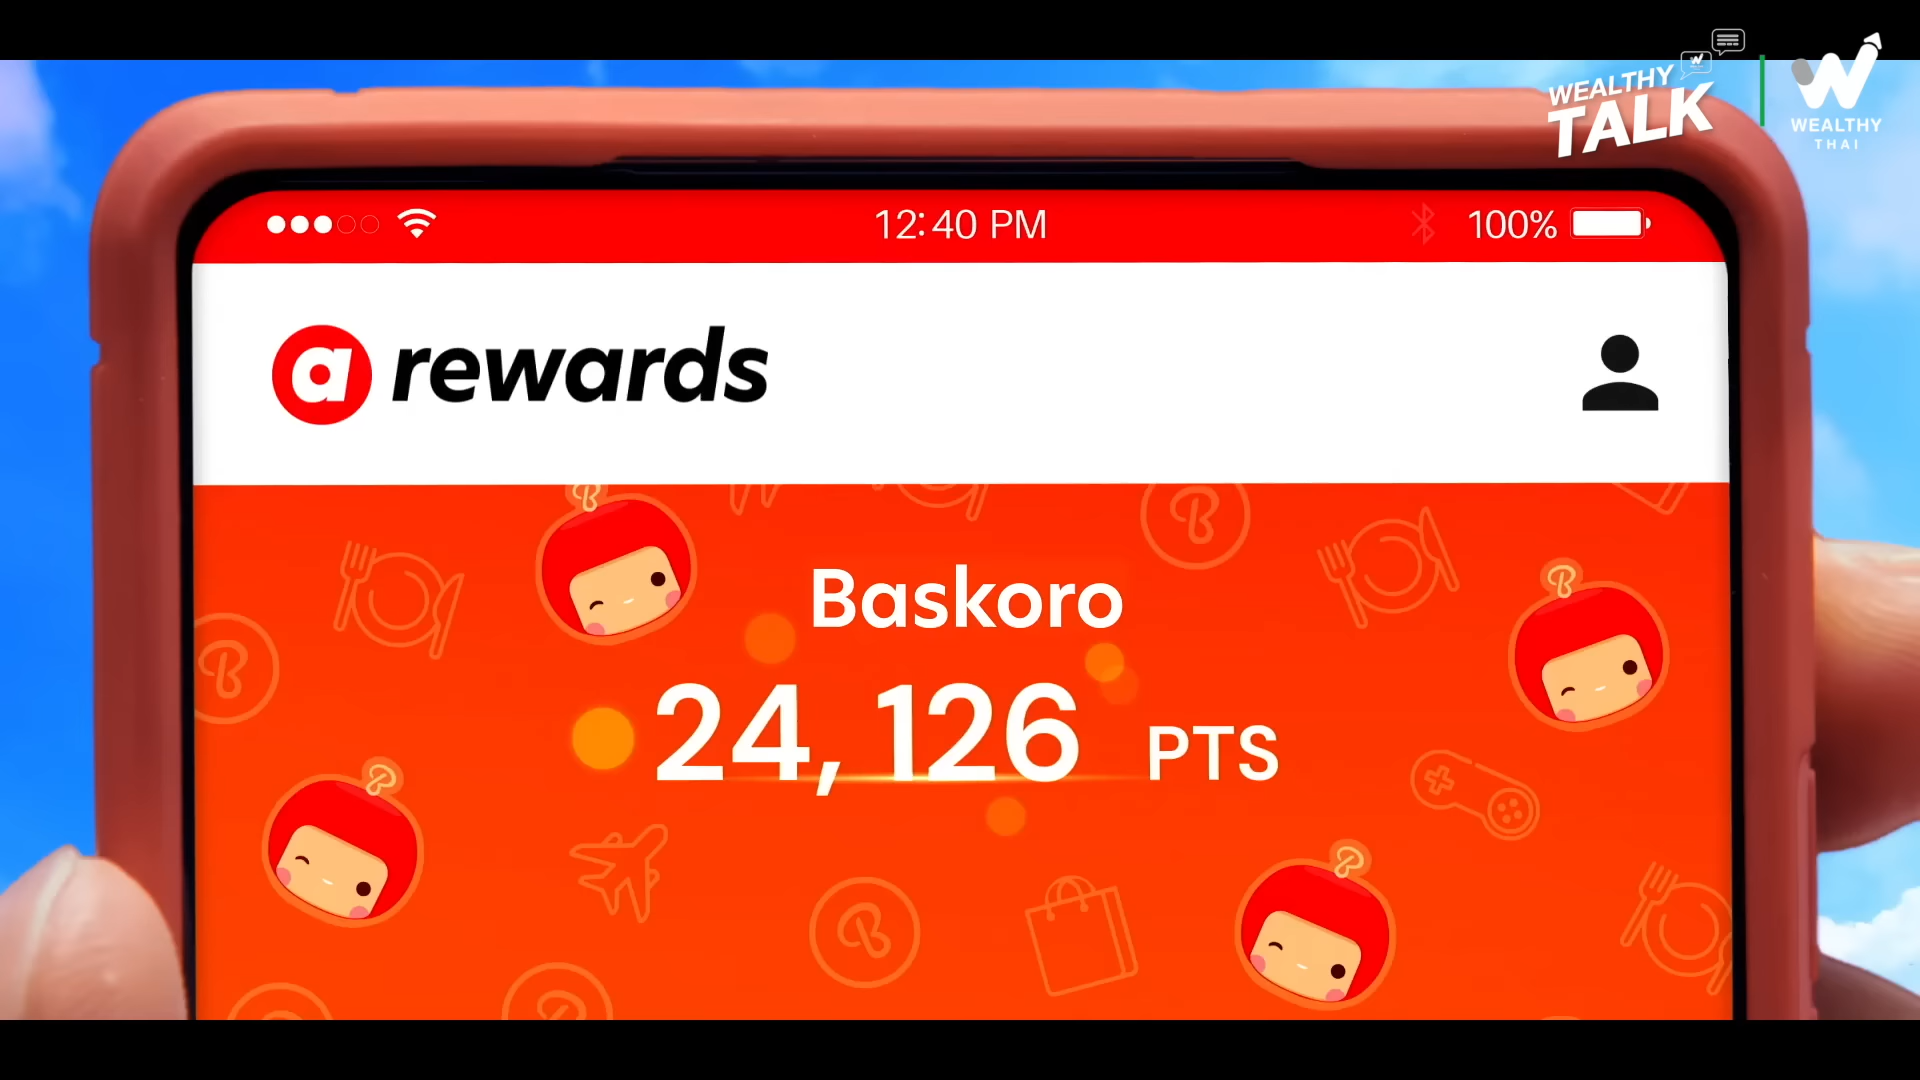 WEALTHY
TALK
WEALTHY
THAI
12:40 PM
100%
a rewards
Baskoro
24,126 PTS